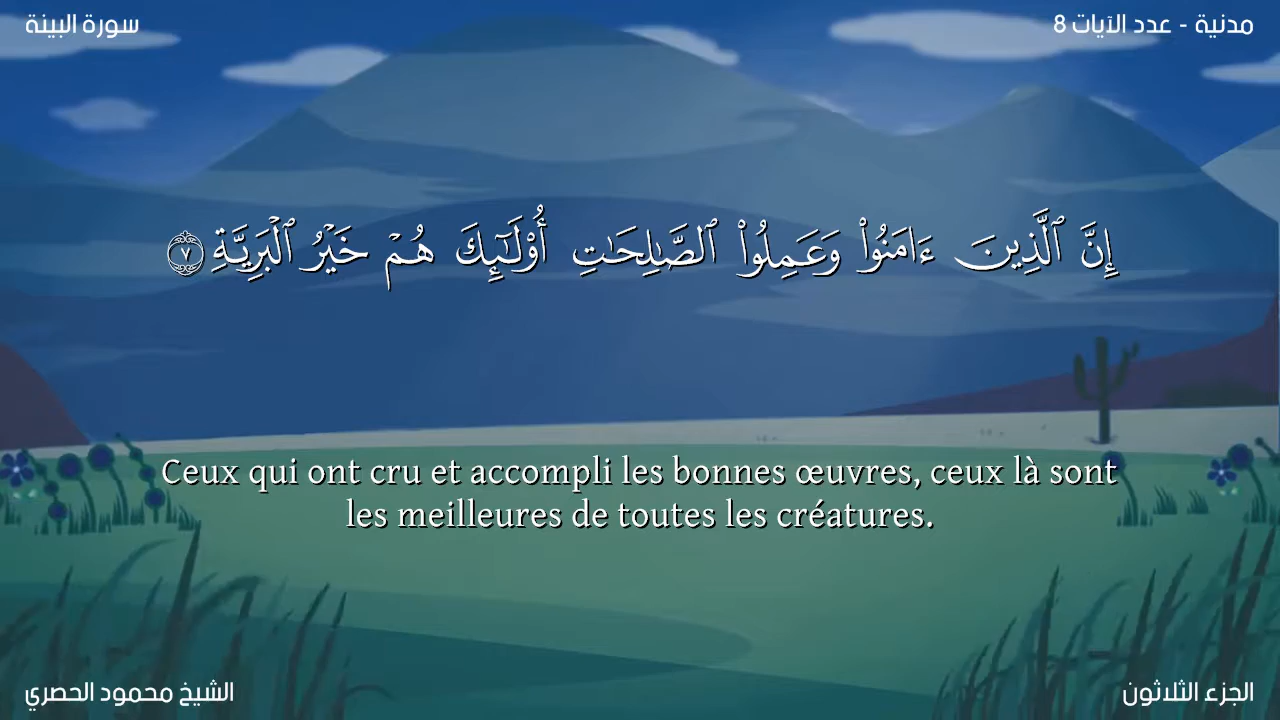 سورة البينة
مدنية - عدد الآيات 8
إِنَّ ٱلَّذِينَ ءَامَنُوا۟ وَعَمِلُوا۟ ٱلصَّـٰلِحَـٰتِ أُو۟لَـٰٓئِكَ هُمْ خَيْرُ ٱلْبَرِيَّةِ ٧
Ceux qui ont cru et accompli les bonnes œuvres, ceux là sont
les meilleures de toutes les créatures.
الشيخ محمود الحصري
الجزء الثلاثون